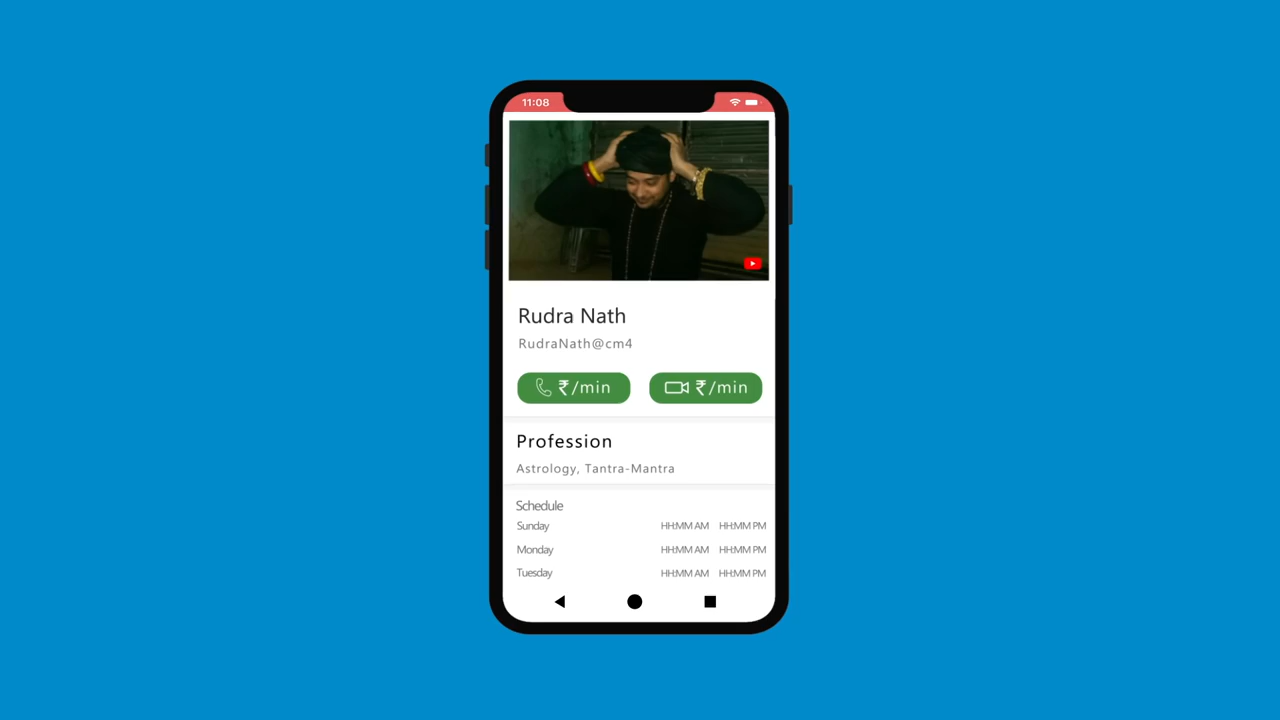 11:08
Rudra Nath
RudraNath@cm4
₹/min ₹/min
Profession
Astrology, Tantra-Mantra
Schedule
Sunday HH:MM AM HH:MM PM
Monday HH:MM AM HH:MM PM
Tuesday HH:MM AM HH:MM PM